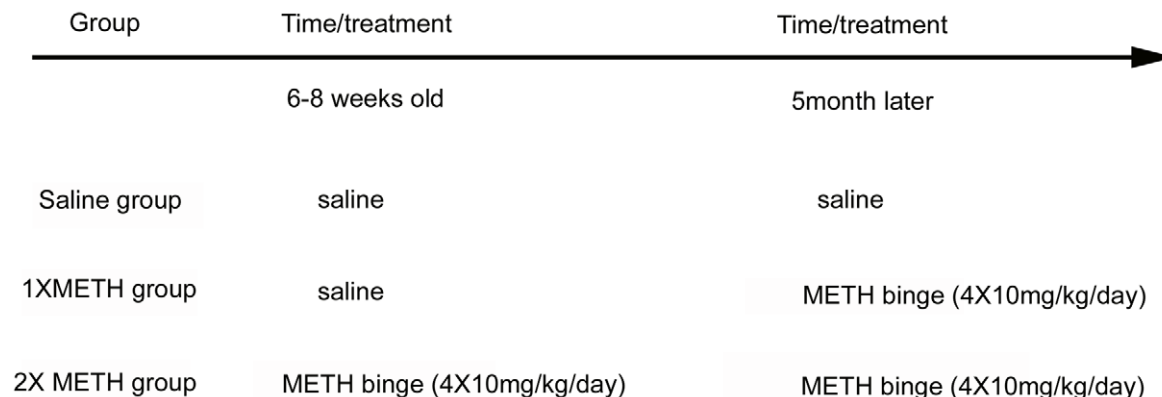 Group Time/treatment Time/treatment
6-8 weeks old 5month later
Saline group saline saline
1XMETH group saline METH binge (4X10mg/kg/day)
2X METH group METH binge (4X10mg/kg/day) METH binge (4X10mg/kg/day)